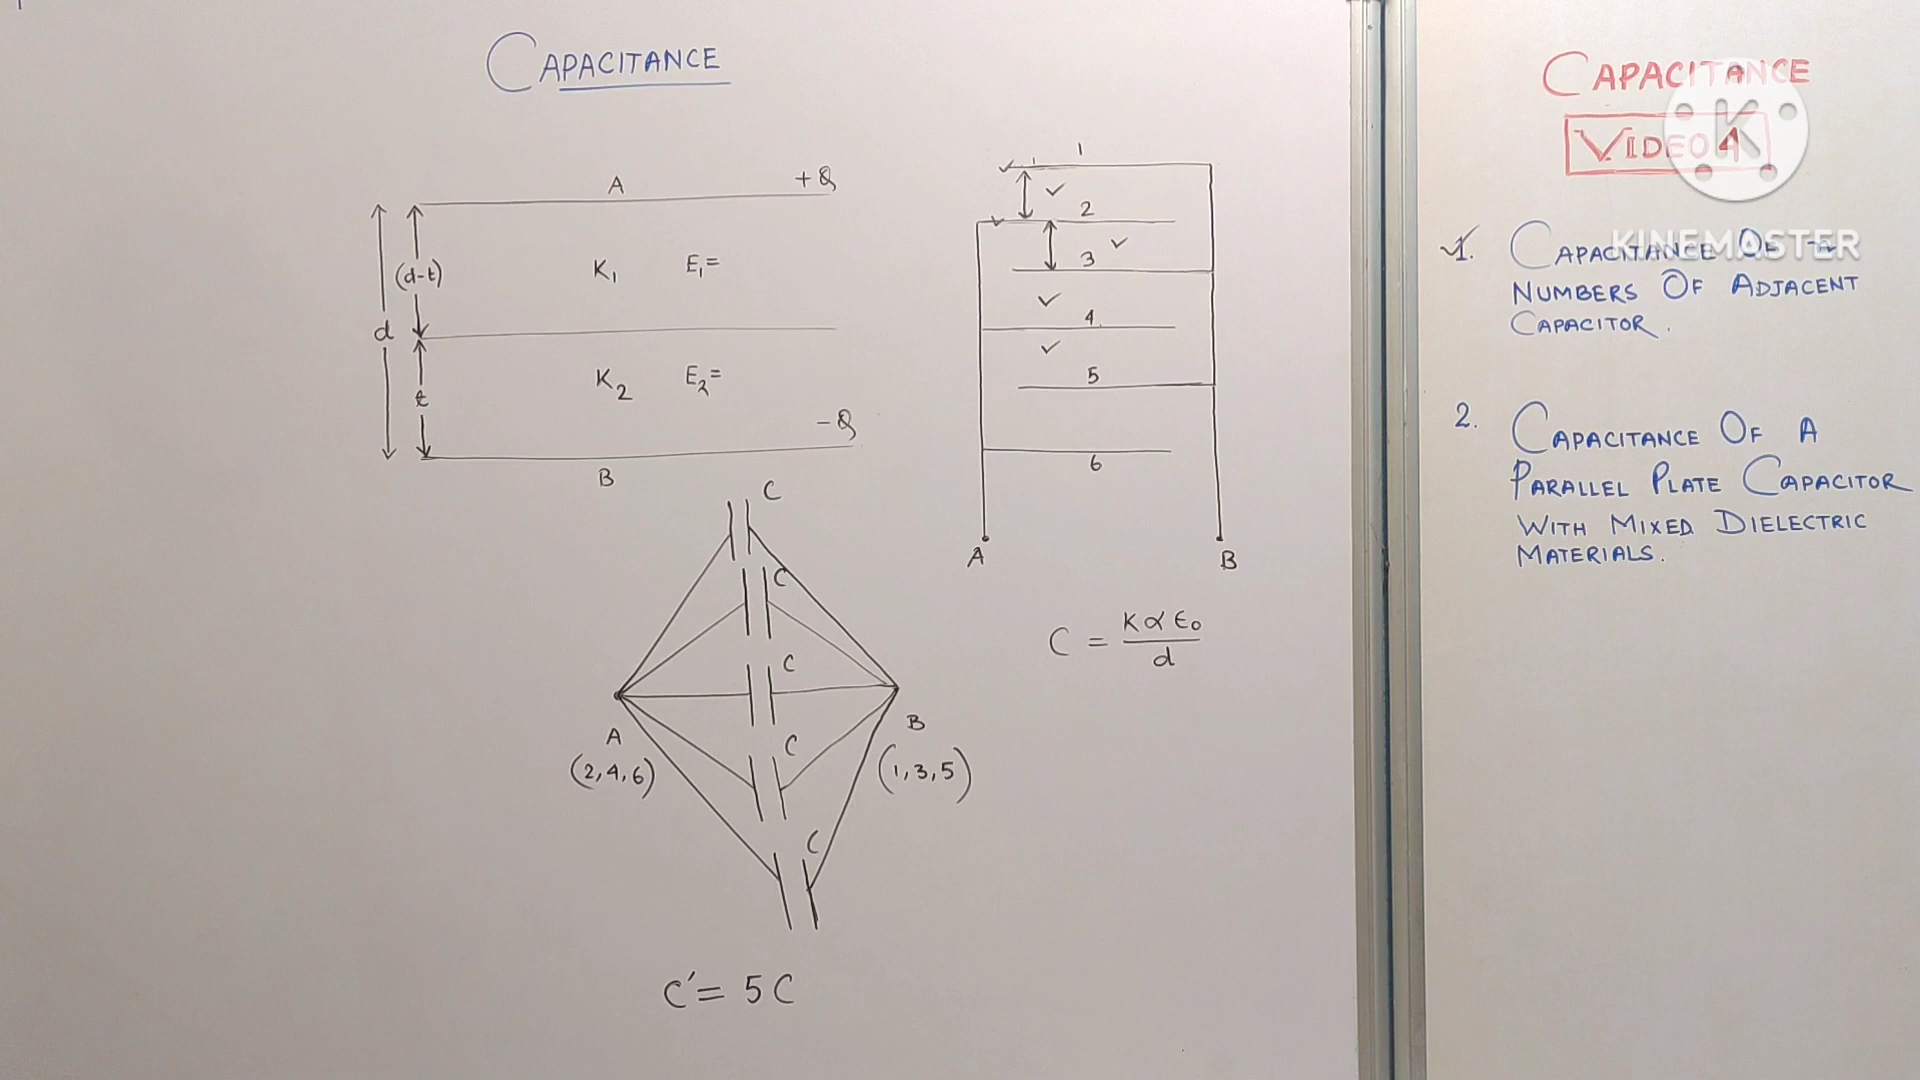 CAPACITANCE
A
+Q
(d-t)
K₁ E₁=
d
K₂ E₂=
t
-Q
B
1
2
3
4
5
6
A
B
C = Kα ε₀ / d
C
C
C
C
C
A
(2,4,6)
B
(1,3,5)
C' = 5C
CAPACITANCE
VIDEO 4
K
KINEMASTER
1. CAPACITANCE OF n
NUMBERS OF ADJACENT
CAPACITOR.
2. CAPACITANCE OF A
PARALLEL PLATE CAPACITOR
WITH MIXED DIELECTRIC
MATERIALS.